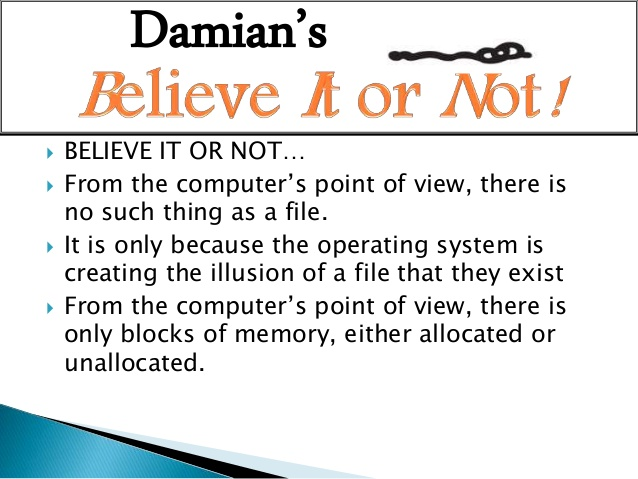 Damian’s
Believe It or Not!
BELIEVE IT OR NOT…
From the computer’s point of view, there is
no such thing as a file.
It is only because the operating system is
creating the illusion of a file that they exist
From the computer’s point of view, there is
only blocks of memory, either allocated or
unallocated.